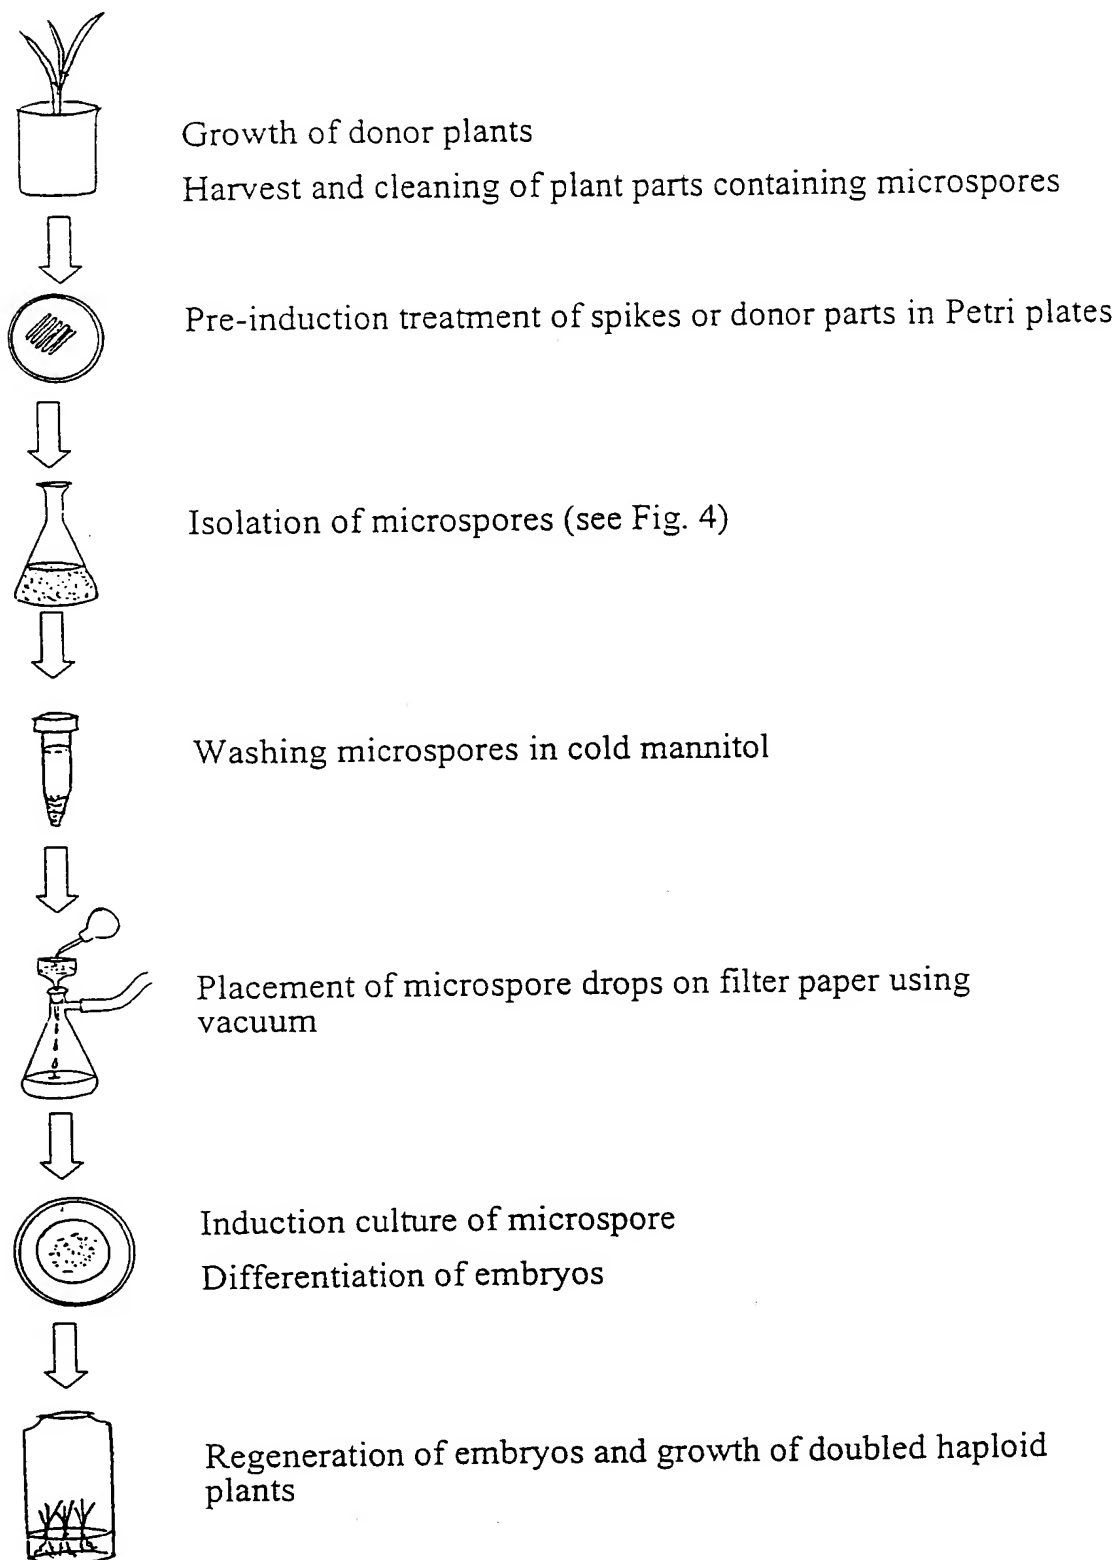 Growth of donor plants
Harvest and cleaning of plant parts containing microspores
Pre-induction treatment of spikes or donor parts in Petri plates
Isolation of microspores (see Fig. 4)
Washing microspores in cold mannitol
Placement of microspore drops on filter paper using
vacuum
Induction culture of microspore
Differentiation of embryos
Regeneration of embryos and growth of doubled haploid
plants